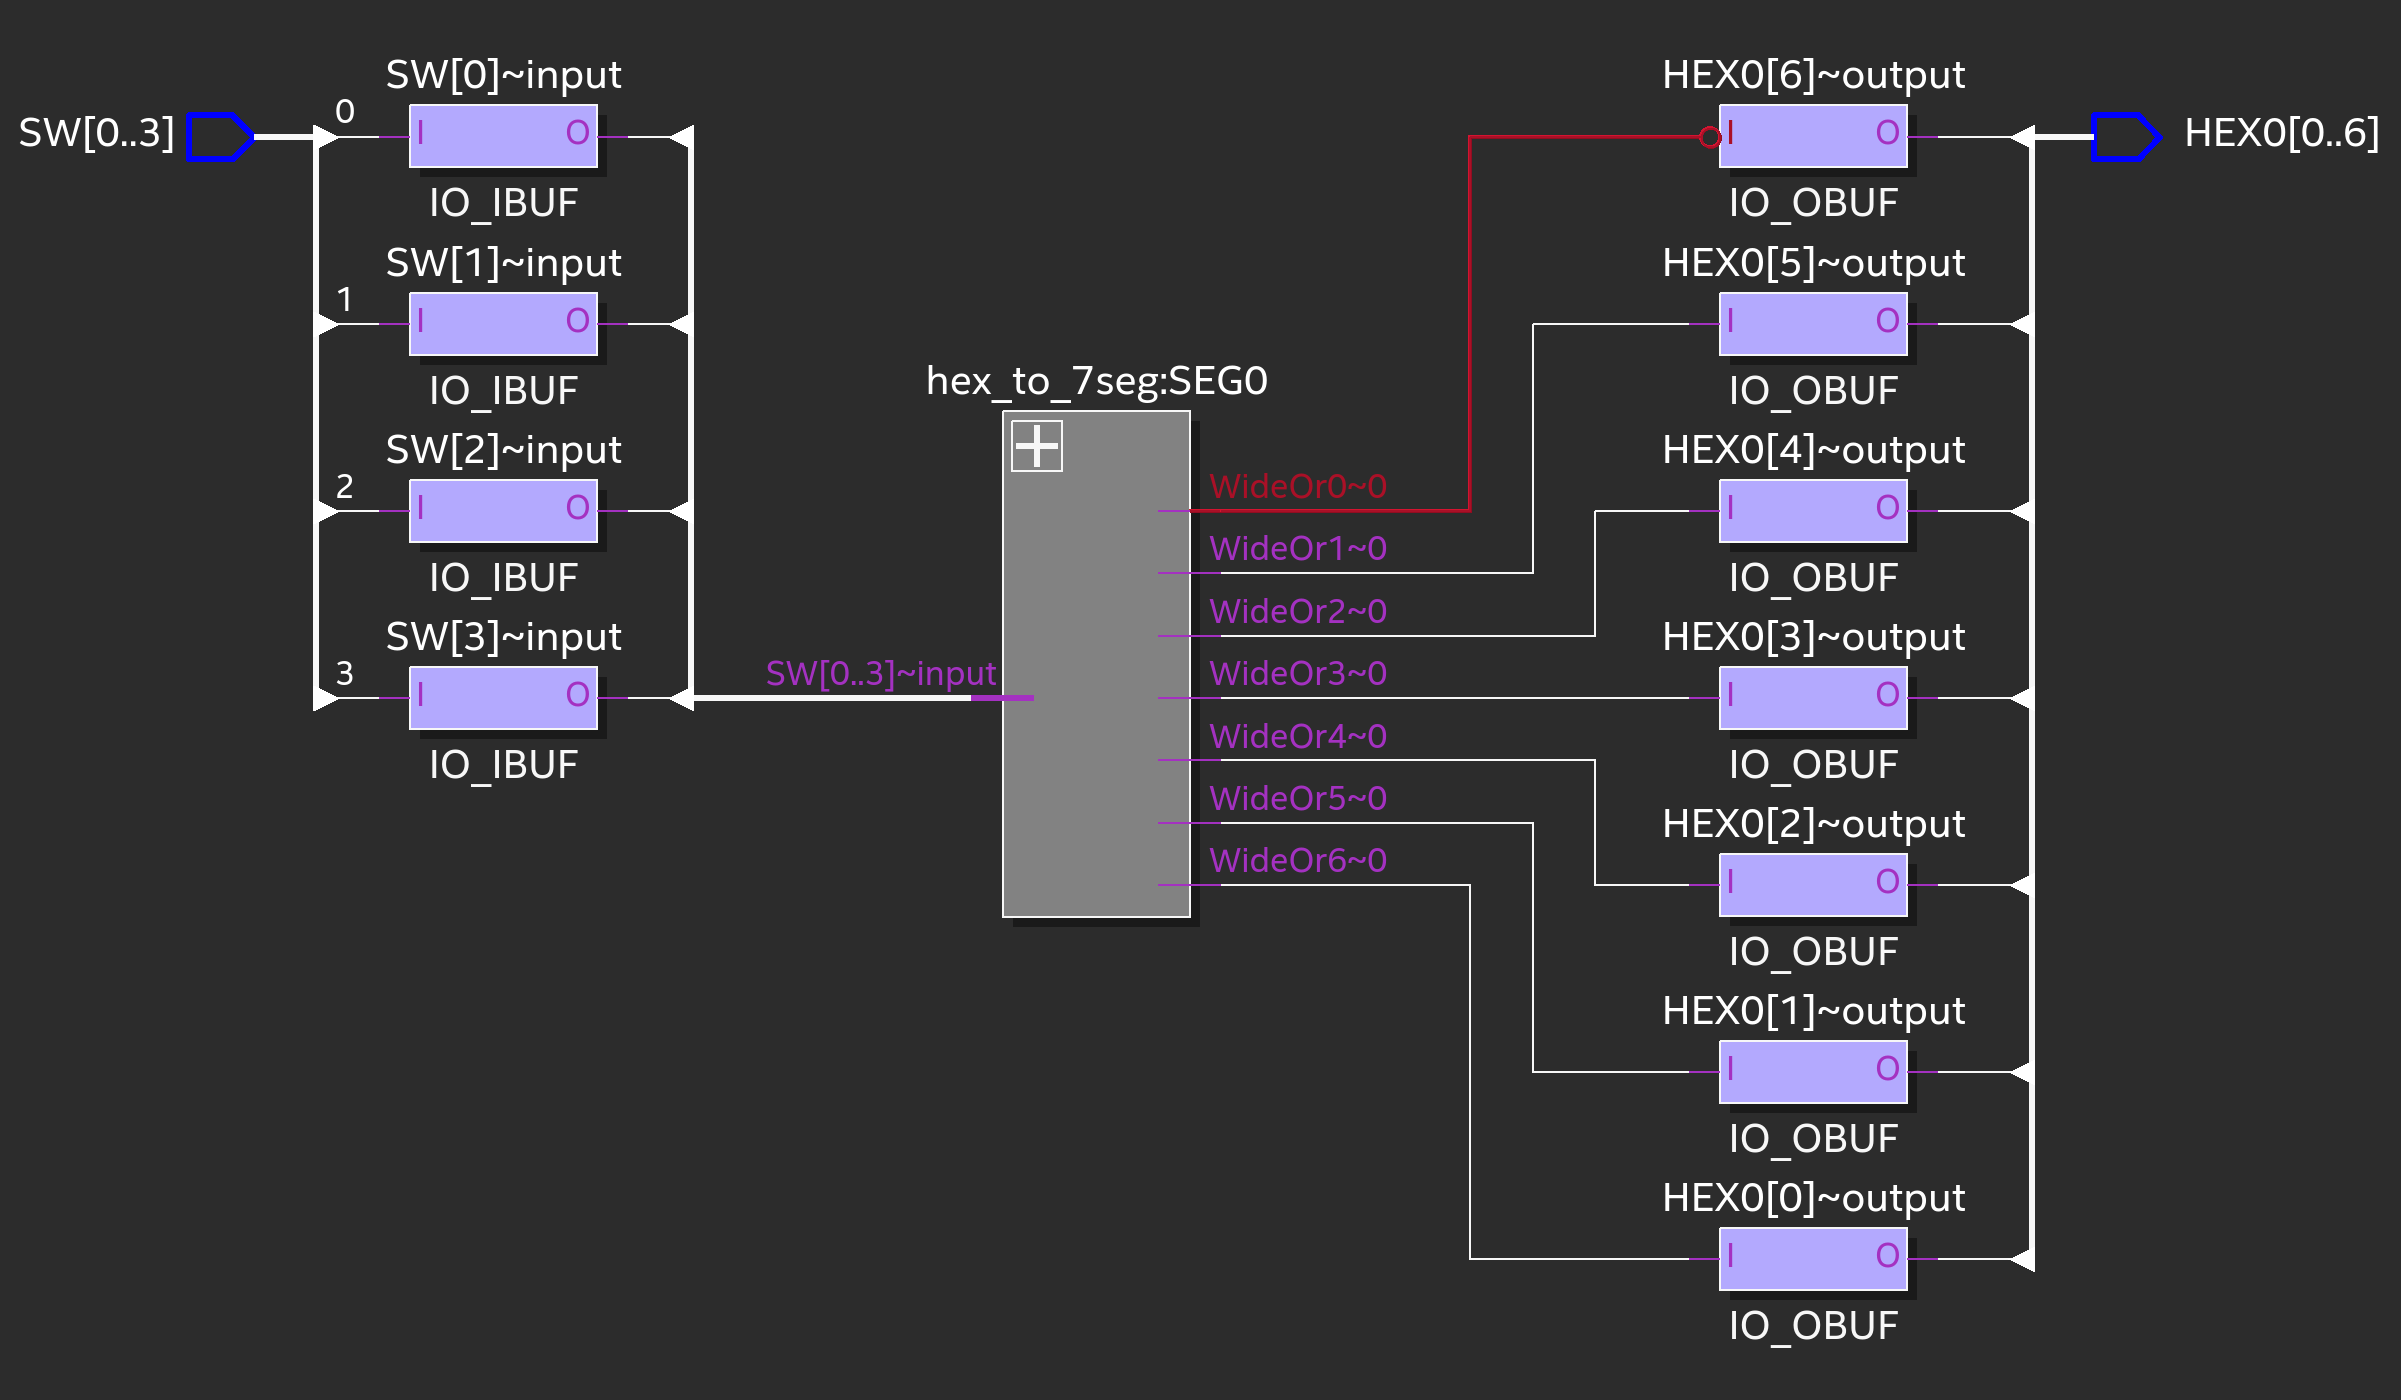 SW[0..3]
0
SW[0]~input
I
O
IO_IBUF
1
SW[1]~input
I
O
IO_IBUF
2
SW[2]~input
I
O
IO_IBUF
3
SW[3]~input
I
O
IO_IBUF
hex_to_7seg:SEG0
SW[0..3]~input
WideOr0~0
WideOr1~0
WideOr2~0
WideOr3~0
WideOr4~0
WideOr5~0
WideOr6~0
HEX0[6]~output
I
O
IO_OBUF
HEX0[5]~output
I
O
IO_OBUF
HEX0[4]~output
I
O
IO_OBUF
HEX0[3]~output
I
O
IO_OBUF
HEX0[2]~output
I
O
IO_OBUF
HEX0[1]~output
I
O
IO_OBUF
HEX0[0]~output
I
O
IO_OBUF
HEX0[0..6]